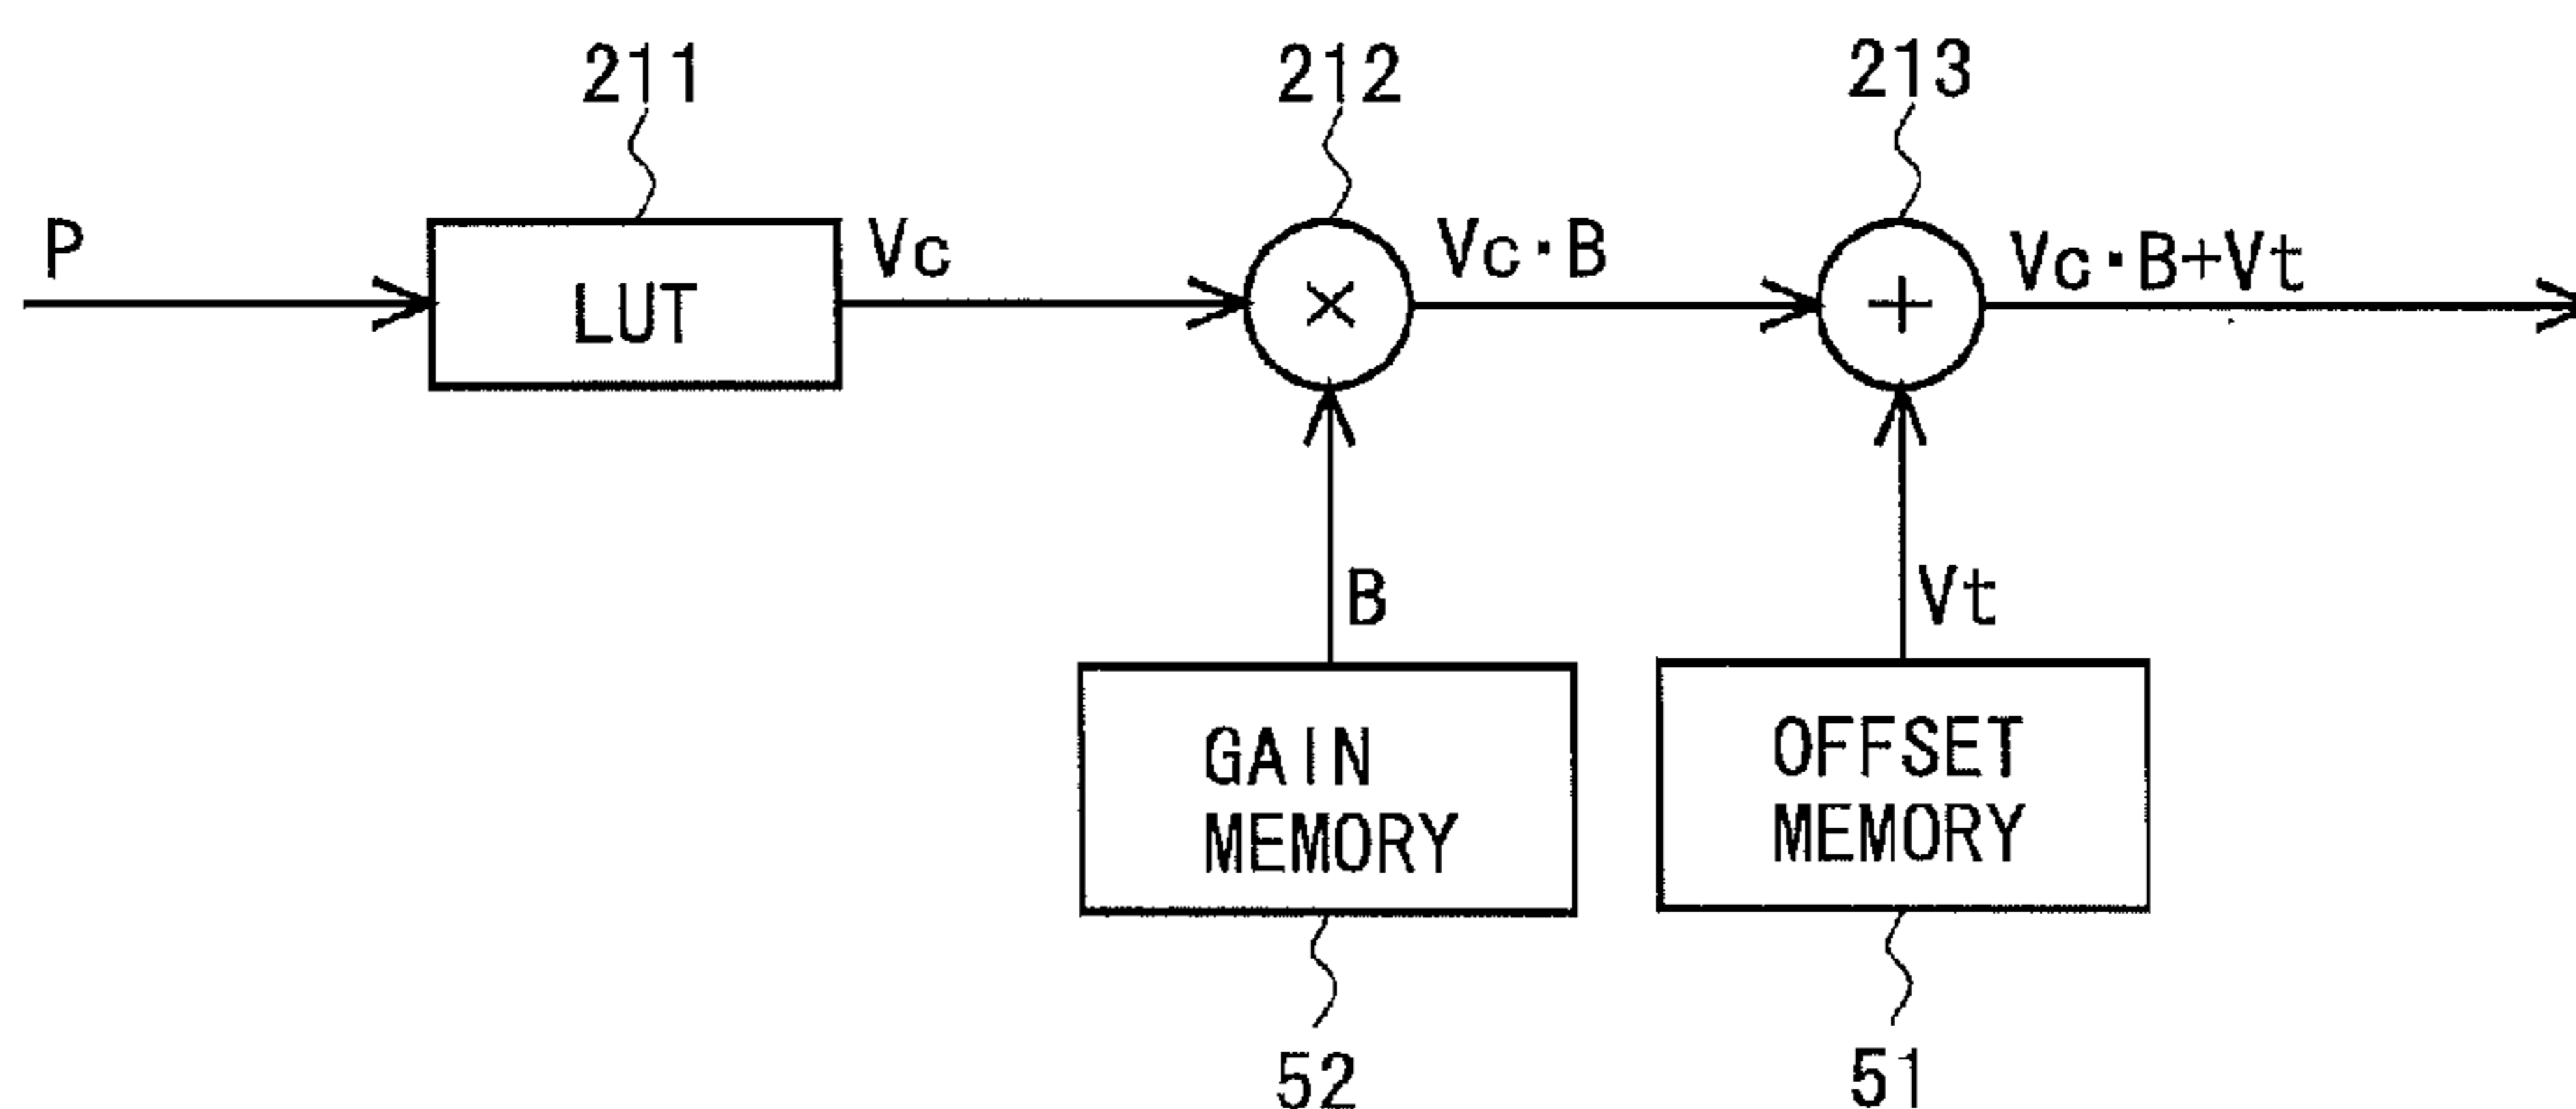 211
212
213
P
LUT
Vc
×
Vc·B
+
Vc·B+Vt
B
Vt
GAIN
MEMORY
OFFSET
MEMORY
52
51